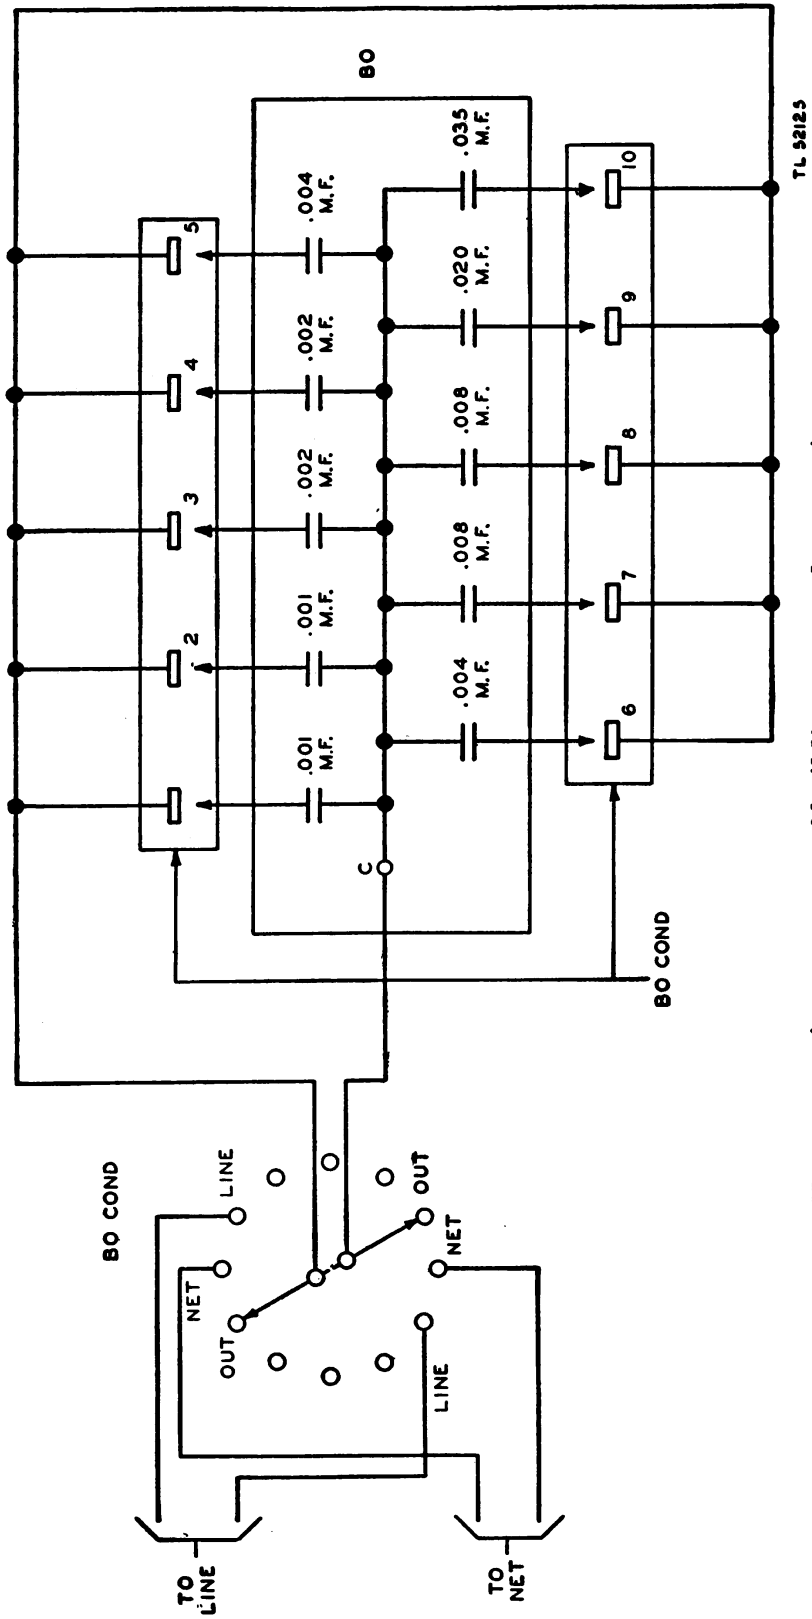 BO
.004
M.F.
.002
M.F.
.002
M.F.
.001
M.F.
.001
M.F.
5
4
3
2
.035
M.F.
.020
M.F.
.008
M.F.
.008
M.F.
.004
M.F.
10
9
8
7
6
C
BO COND
BO COND
LINE
NET
OUT
OUT
NET
LINE
TO
LINE
TO
NET
TL 52125